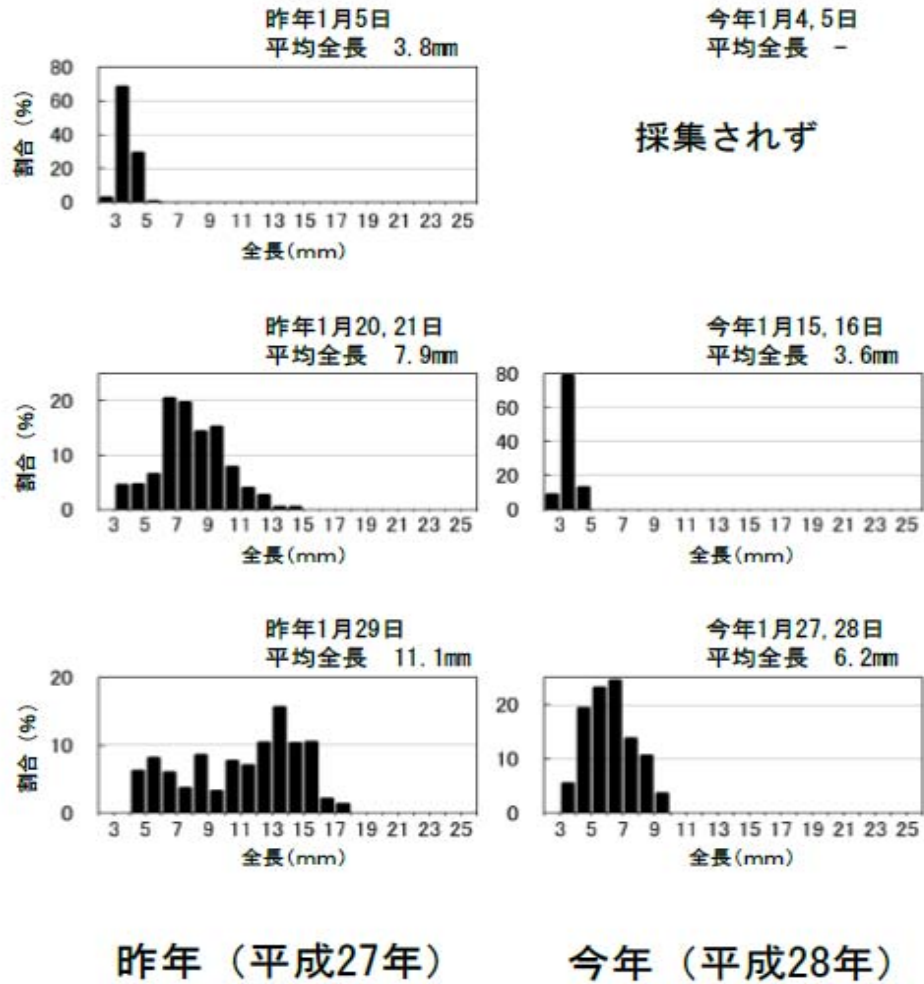 昨年1月5日
平均全長 3.8mm
今年1月4,5日
平均全長 -
採集されず
割合 (%)
80
60
40
20
0
3 5 7 9 11 13 15 17 19 21 23 25
全長(mm)
昨年1月20,21日
平均全長 7.9mm
割合 (%)
20
10
0
3 5 7 9 11 13 15 17 19 21 23 25
全長(mm)
今年1月15,16日
平均全長 3.6mm
80
60
40
20
0
3 5 7 9 11 13 15 17 19 21 23 25
全長(mm)
昨年1月29日
平均全長 11.1mm
割合 (%)
20
10
0
3 5 7 9 11 13 15 17 19 21 23 25
全長(mm)
今年1月27,28日
平均全長 6.2mm
20
10
0
3 5 7 9 11 13 15 17 19 21 23 25
全長(mm)
昨年(平成27年)
今年(平成28年)